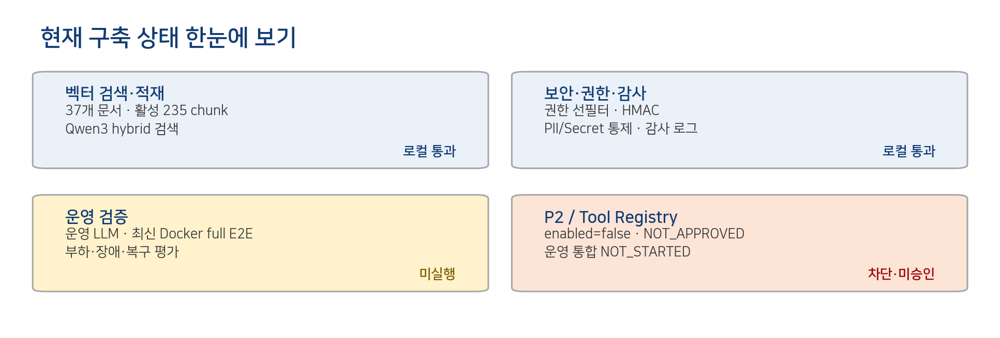 현재 구축 상태 한눈에 보기
벡터 검색·적재
37개 문서 · 활성 235 chunk
Qwen3 hybrid 검색
로컬 통과
보안·권한·감사
권한 선필터 · HMAC
PII/Secret 통제 · 감사 로그
로컬 통과
운영 검증
운영 LLM · 최신 Docker full E2E
부하·장애·복구 평가
미실행
P2 / Tool Registry
enabled=false · NOT_APPROVED
운영 통합 NOT_STARTED
차단·미승인